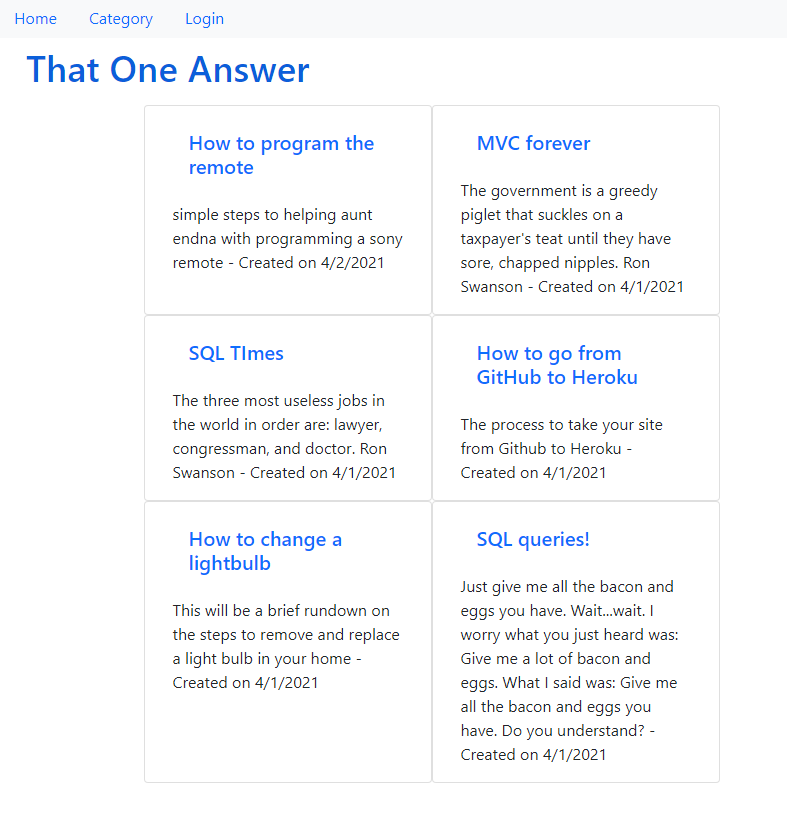 Home Category Login
That One Answer
How to program the
remote
simple steps to helping aunt
endna with programming a sony
remote - Created on 4/2/2021
MVC forever
The government is a greedy
piglet that suckles on a
taxpayer's teat until they have
sore, chapped nipples. Ron
Swanson - Created on 4/1/2021
SQL TImes
The three most useless jobs in
the world in order are: lawyer,
congressman, and doctor. Ron
Swanson - Created on 4/1/2021
How to go from
GitHub to Heroku
The process to take your site
from Github to Heroku -
Created on 4/1/2021
How to change a
lightbulb
This will be a brief rundown on
the steps to remove and replace
a light bulb in your home -
Created on 4/1/2021
SQL queries!
Just give me all the bacon and
eggs you have. Wait...wait. I
worry what you just heard was:
Give me a lot of bacon and
eggs. What I said was: Give me
all the bacon and eggs you
have. Do you understand? -
Created on 4/1/2021